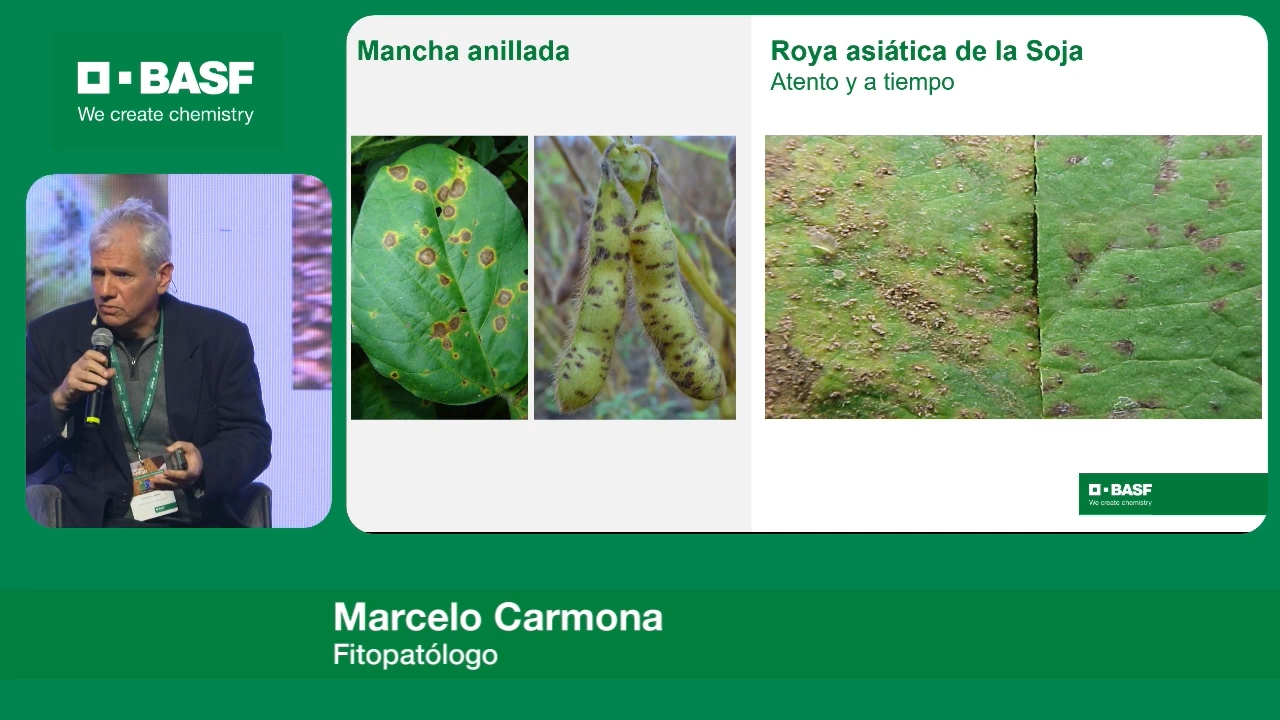 BASF
We create chemistry
Mancha anillada
Roya asiática de la Soja
Atento y a tiempo
BASF
We create chemistry
Marcelo Carmona
Fitopatólogo